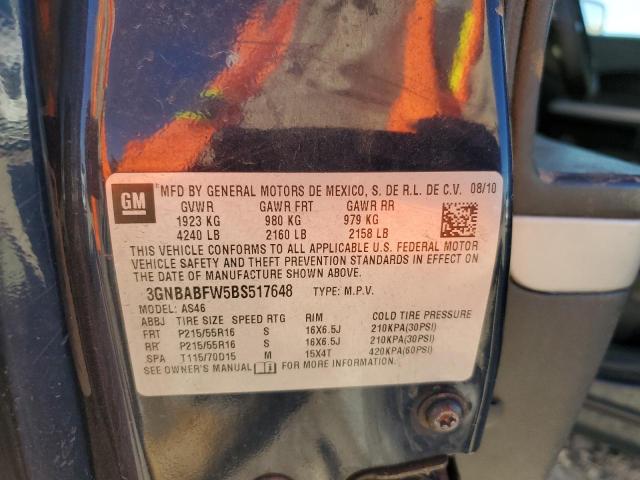 GM MFD BY GENERAL MOTORS DE MEXICO, S. DE R.L. DE C.V. 08/10
GVWR GAWR FRT GAWR RR
1923 KG 980 KG 979 KG
4240 LB 2160 LB 2158 LB
THIS VEHICLE CONFORMS TO ALL APPLICABLE U.S. FEDERAL MOTOR
VEHICLE SAFETY AND THEFT PREVENTION STANDARDS IN EFFECT ON
THE DATE OF MANUFACTURE SHOWN ABOVE.
3GNBABFW5BS517648 TYPE: M.P.V.
MODEL: AS46
ABBJ TIRE SIZE SPEED RTG RIM COLD TIRE PRESSURE
FRT P215/55R16 S 16X6.5J 210KPA(30PSI)
RR P215/55R16 S 16X6.5J 210KPA(30PSI)
SPA T115/70D15 M 15X4T 420KPA(60PSI)
SEE OWNER'S MANUAL FOR MORE INFORMATION.